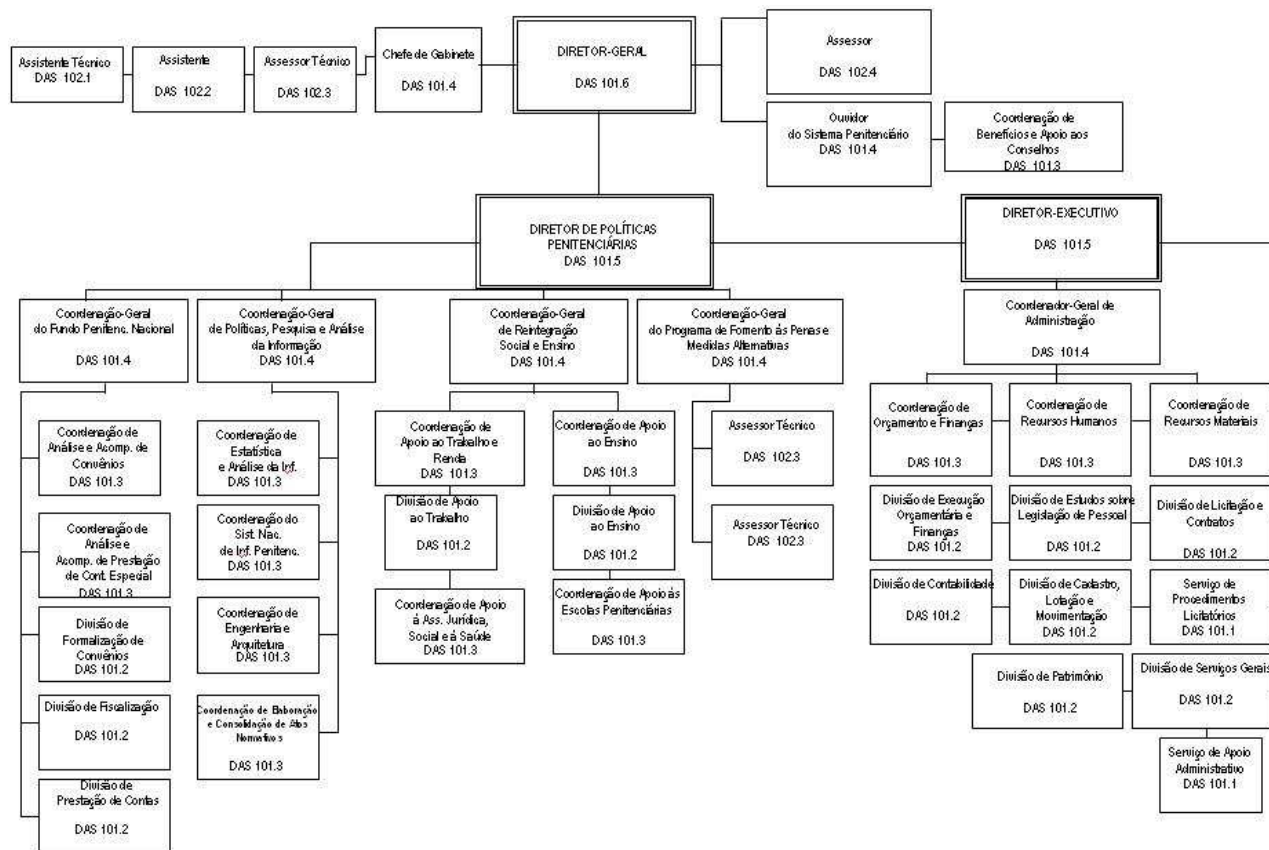 DIRETOR-GERAL
DAS 101.6
Chefe de Gabinete
DAS 101.4
Assessor Técnico
DAS 102.3
Assistente
DAS 102.2
Assistente Técnico
DAS 102.1
Assessor
DAS 102.4
Ouvidor
do Sistema Penitenciário
DAS 101.4
Coordenação de
Benefícios e Apoio aos
Conselhos
DAS 101.3
DIRETOR DE POLÍTICAS
PENITENCIÁRIAS
DAS 101.5
DIRETOR-EXECUTIVO
DAS 101.5
Coordenação-Geral
do Fundo Penitenc. Nacional
DAS 101.4
Coordenação-Geral
de Políticas, Pesquisa e Análise
da Informação
DAS 101.4
Coordenação-Geral
de Reintegração
Social e Ensino
DAS 101.4
Coordenação-Geral
do Programa de Fomento ás Penas e
Medidas Alternativas
DAS 101.4
Coordenador-Geral de
Administração
DAS 101.4
Coordenação de
Análise e Acomp. de
Convênios
DAS 101.3
Coordenação de
Análise e
Acomp. de Prestação
de Cont. Especial
DAS 101.3
Divisão de
Formalização de
Convênios
DAS 101.2
Divisão de Fiscalização
DAS 101.2
Divisão de
Prestação de Contas
DAS 101.2
Coordenação de
Estatística
e Análise da Inf.
DAS 101.3
Coordenação do
Sist. Nac.
de Inf. Penitenc.
DAS 101.3
Coordenação de
Engenharia e
Arquitetura
DAS 101.3
Coordenação de Elaboração
e Consolidação de Atos
Normativos
DAS 101.3
Coordenação de
Apoio ao Trabalho e
Renda
DAS 101.3
Divisão de Apoio
ao Trabalho
DAS 101.2
Coordenação de Apoio
á Ass. Jurídica,
Social e á Saúde
DAS 101.3
Coordenação de Apoio
ao Ensino
DAS 101.3
Divisão de Apoio
ao Ensino
DAS 101.2
Coordenação de Apoio às
Escolas Penitenciárias
DAS 101.3
Assessor Técnico
DAS 102.3
Assessor Técnico
DAS 102.3
Coordenação de
Orçamento e Finanças
DAS 101.3
Divisão de Execução
Orçamentária e
Finanças
DAS 101.2
Divisão de Contabilidade
DAS 101.2
Coordenação de
Recursos Humanos
DAS 101.3
Divisão de Estudos sobre
Legislação de Pessoal
DAS 101.2
Divisão de Cadastro,
Lotação e
Movimentação
DAS 101.2
Coordenação de
Recursos Materiais
DAS 101.3
Divisão de Licitação e
Contratos
DAS 101.2
Serviço de
Procedimentos
Licitatórios
DAS 101.1
Divisão de Patrimônio
DAS 101.2
Divisão de Serviços Gerais
DAS 101.2
Serviço de Apoio
Administrativo
DAS 101.1